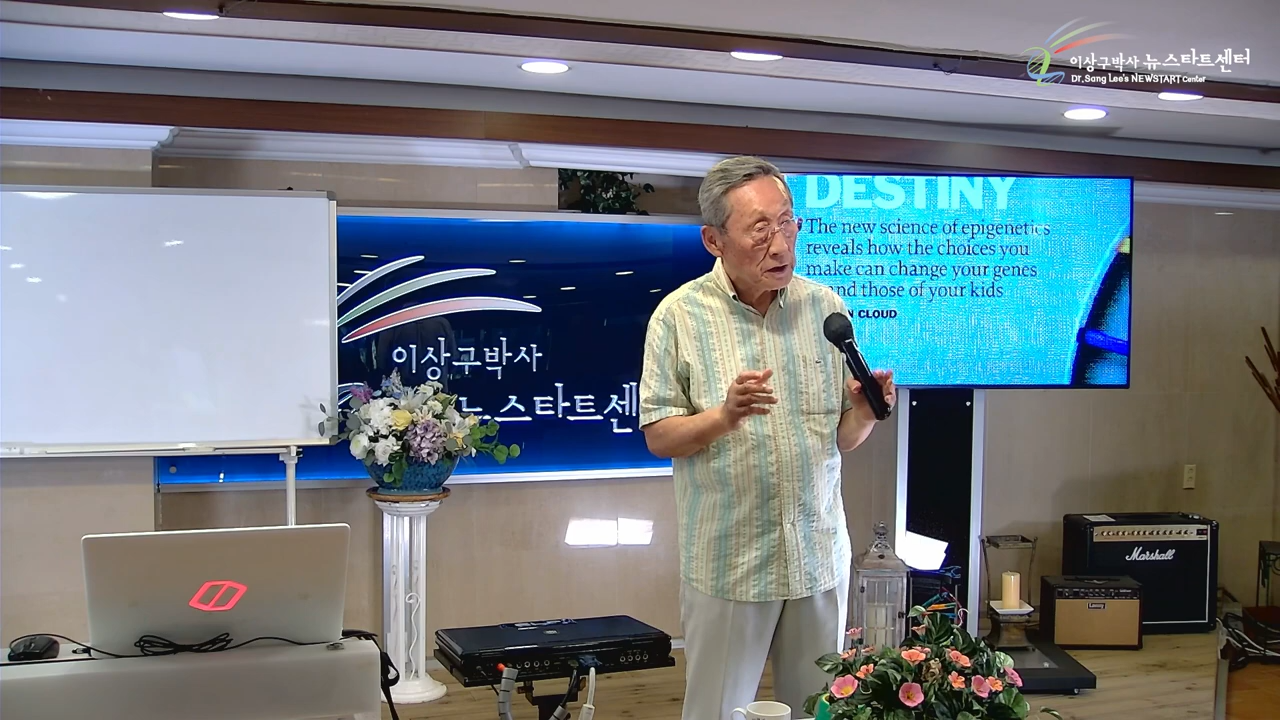 이상구박사 뉴스타트센터
Dr. Sang Lee's NEWSTART Center
DESTINY
The new science of epigenetics
reveals how the choices you
make can change your genes
and those of your kids
CLOUD
이상구박사
뉴스타트센
Marshall
Laney